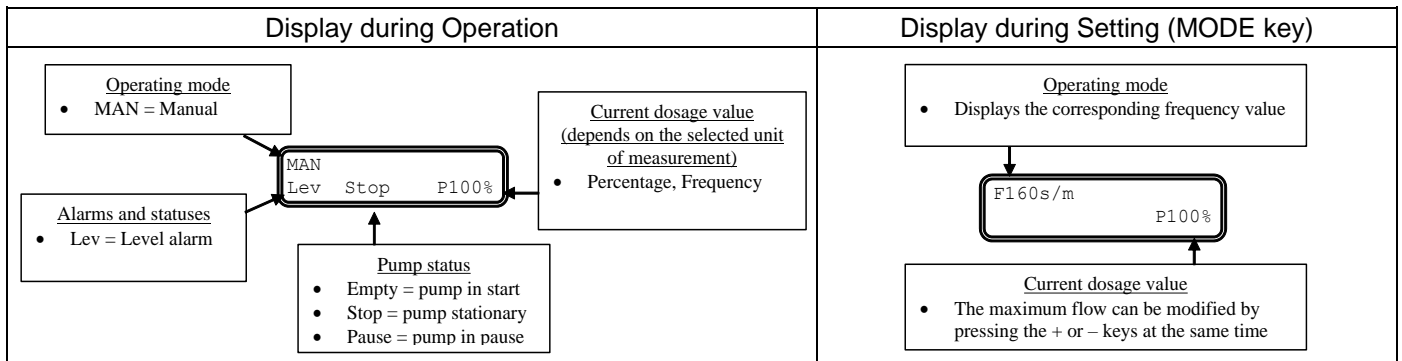 Display during Operation
Operating mode
• MAN = Manual
Current dosage value
(depends on the selected unit
of measurement)
• Percentage, Frequency
MAN
Lev Stop P100%
Alarms and statuses
• Lev = Level alarm
Pump status
• Empty = pump in start
• Stop = pump stationary
• Pause = pump in pause
Display during Setting (MODE key)
Operating mode
• Displays the corresponding frequency value
F160s/m
P100%
Current dosage value
• The maximum flow can be modified by
pressing the + or – keys at the same time